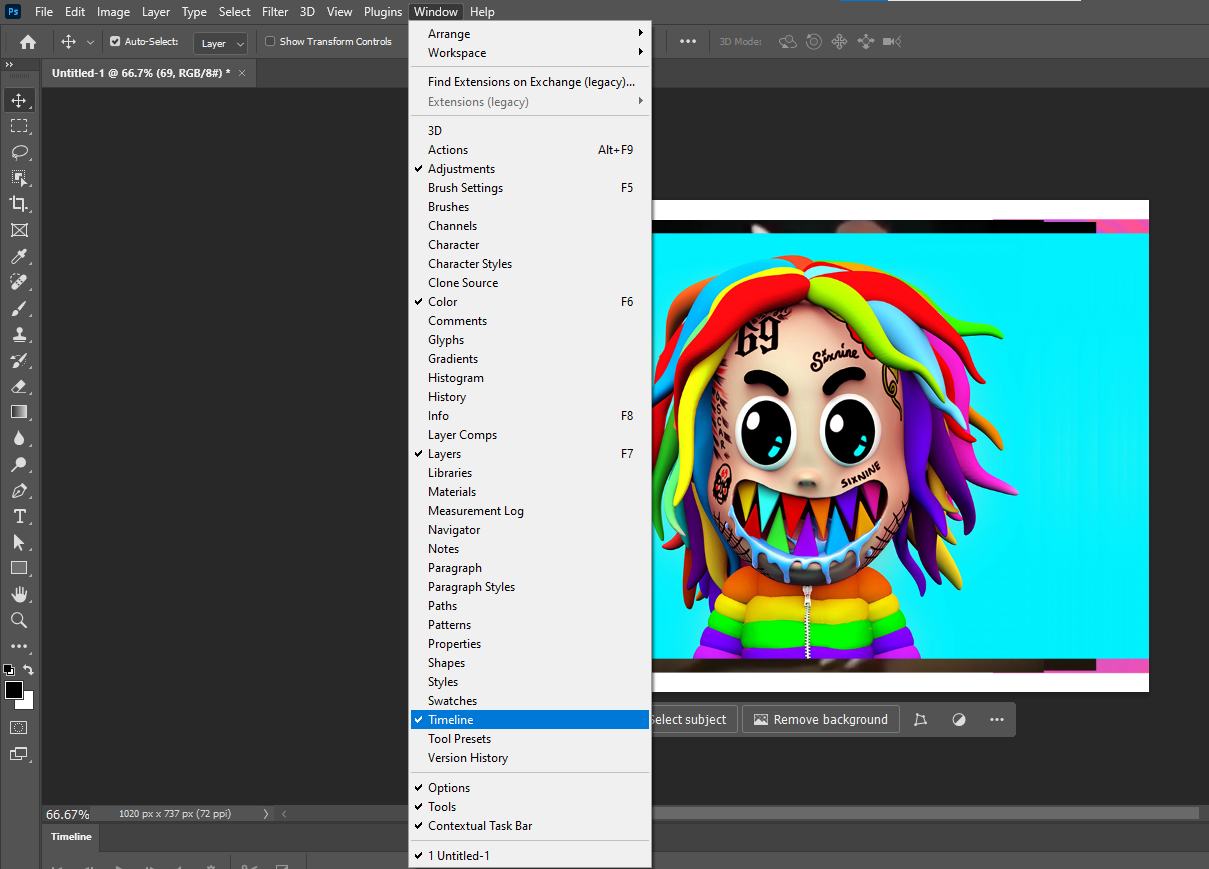 Ps File Edit Image Layer Type Select Filter 3D View Plugins Window Help
Auto-Select: Layer Show Transform Controls 3D Mode:
Untitled-1 @ 66.7% (69, RGB/8#) *
Arrange
Workspace
Find Extensions on Exchange (legacy)...
Extensions (legacy)
3D
Actions Alt+F9
Adjustments
Brush Settings F5
Brushes
Channels
Character
Character Styles
Clone Source
Color F6
Comments
Glyphs
Gradients
Histogram
History
Info F8
Layer Comps
Layers F7
Libraries
Materials
Measurement Log
Navigator
Notes
Paragraph
Paragraph Styles
Paths
Patterns
Properties
Shapes
Styles
Swatches
Timeline
Tool Presets
Version History
Options
Tools
Contextual Task Bar
1 Untitled-1
69
Sixnine
SIXNINE
Select subject Remove background
66.67% 1020 px x 737 px (72 ppi)
Timeline